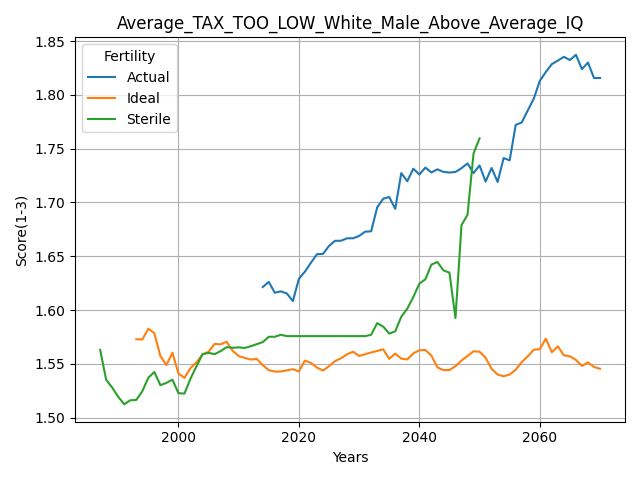 Average_TAX_TOO_LOW_White_Male_Above_Average_IQ
Fertility
Actual
Ideal
Sterile
Score(1-3)
1.85
1.80
1.75
1.70
1.65
1.60
1.55
1.50
2000
2020
2040
2060
Years